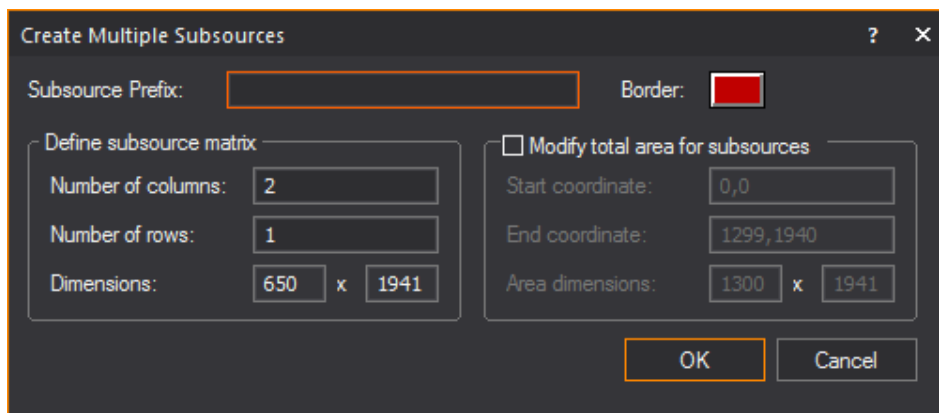 Create Multiple Subsources ? ×
Subsource Prefix: Border:
Define subsource matrix
Number of columns: 2
Number of rows: 1
Dimensions: 650 x 1941
Modify total area for subsources
Start coordinate: 0,0
End coordinate: 1299,1940
Area dimensions: 1300 x 1941
OK Cancel